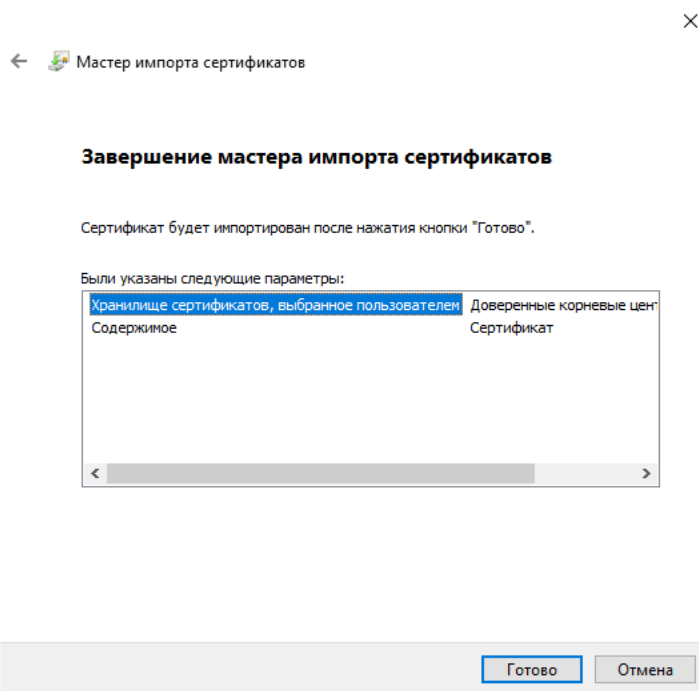 Мастер импорта сертификатов
Завершение мастера импорта сертификатов
Сертификат будет импортирован после нажатия кнопки "Готово".
Были указаны следующие параметры:
Хранилище сертификатов, выбранное пользователем Доверенные корневые цент
Содержимое Сертификат
Готово Отмена